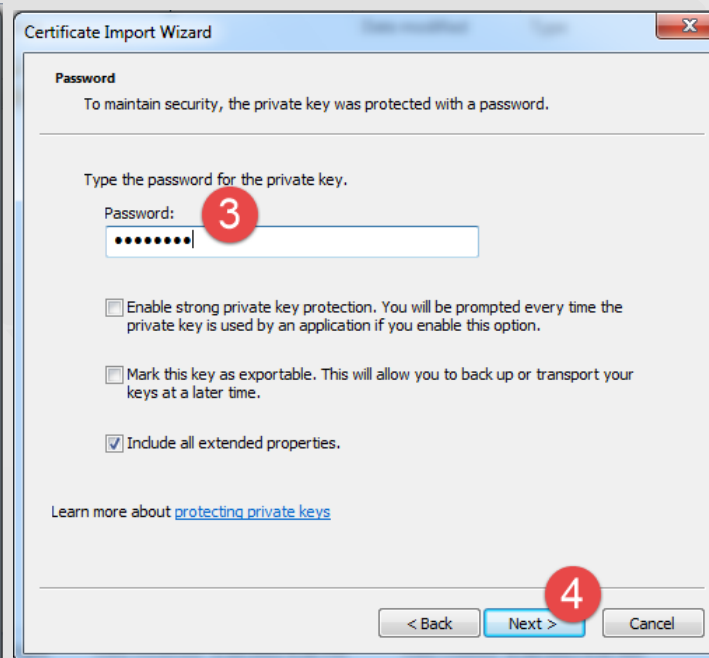 Certificate Import Wizard
Date modified Type
Password
To maintain security, the private key was protected with a password.
Type the password for the private key.
Password:
3
••••••••
Enable strong private key protection. You will be prompted every time the
private key is used by an application if you enable this option.
Mark this key as exportable. This will allow you to back up or transport your
keys at a later time.
Include all extended properties.
Learn more about protecting private keys
4
< Back Next > Cancel